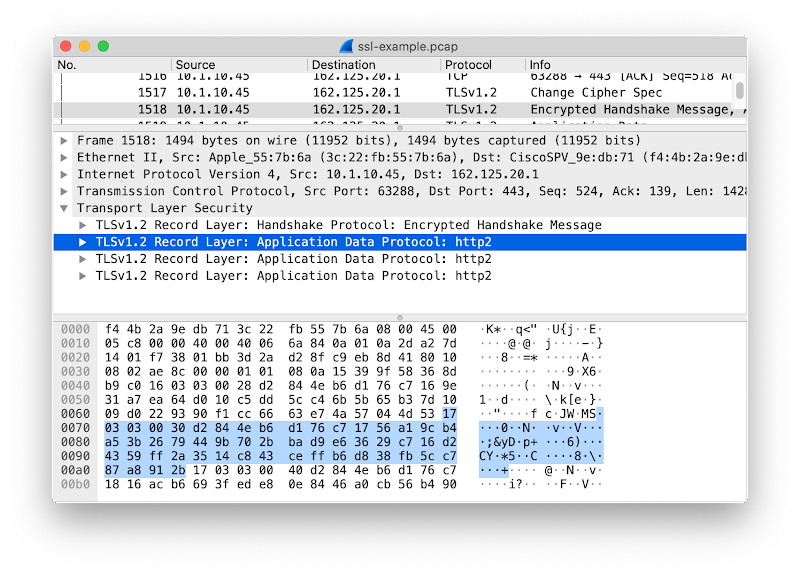 ssl-example.pcap
No. Source Destination Protocol Info
1516 10.1.10.45 162.125.20.1 TCP 63288 → 443 [ACK] Seq=518 A
1517 10.1.10.45 162.125.20.1 TLSv1.2 Change Cipher Spec
1518 10.1.10.45 162.125.20.1 TLSv1.2 Encrypted Handshake Message,
Frame 1518: 1494 bytes on wire (11952 bits), 1494 bytes captured (11952 bits)
Ethernet II, Src: Apple_55:7b:6a (3c:22:fb:55:7b:6a), Dst: CiscoSPV_9e:db:71 (f4:4b:2a:9e:d
Internet Protocol Version 4, Src: 10.1.10.45, Dst: 162.125.20.1
Transmission Control Protocol, Src Port: 63288, Dst Port: 443, Seq: 524, Ack: 139, Len: 1428
Transport Layer Security
TLSv1.2 Record Layer: Handshake Protocol: Encrypted Handshake Message
TLSv1.2 Record Layer: Application Data Protocol: http2
TLSv1.2 Record Layer: Application Data Protocol: http2
TLSv1.2 Record Layer: Application Data Protocol: http2
0000 f4 4b 2a 9e db 71 3c 22 fb 55 7b 6a 08 00 45 00 ·K*··q<" ·U{j··E·
0010 05 c8 00 00 40 00 40 06 6a 84 0a 01 0a 2d a2 7d ····@·@· j····-·}
0020 14 01 f7 38 01 bb 3d 2a d2 8f c9 eb 8d 41 80 10 ···8··=* ·····A··
0030 08 02 ae 8c 00 00 01 01 08 0a 15 39 9f 58 36 8d ········ ···9·X6·
0040 b9 c0 16 03 03 00 28 d2 84 4e b6 d1 76 c7 16 9e ······(· ·N··v···
0050 31 a7 ea 64 d0 10 c5 dd 5c c4 6b 5b 65 b3 7d 10 1··d···· \·k[e·}·
0060 09 d0 22 93 90 f1 cc 66 63 e7 4a 57 04 4d 53 17 ··"····f c·JW·MS·
0070 03 03 00 30 d2 84 4e b6 d1 76 c7 17 56 a1 9c b4 ···0··N· ·v··V···
0080 a5 3b 26 79 44 9b 70 2b ba d9 e6 36 29 c7 16 d2 ·;&yD·p+ ···6)···
0090 43 59 ff 2a 35 14 c8 43 ce ff b6 d8 38 fb 5c c7 CY·*5··C ····8·\·
00a0 87 a8 91 2b 17 03 03 00 40 d2 84 4e b6 d1 76 c7 ···+···· @··N··v·
00b0 18 16 ac b6 69 3f ed e8 0e 84 46 a0 cb 56 b4 90 ····i?·· ··F··V··